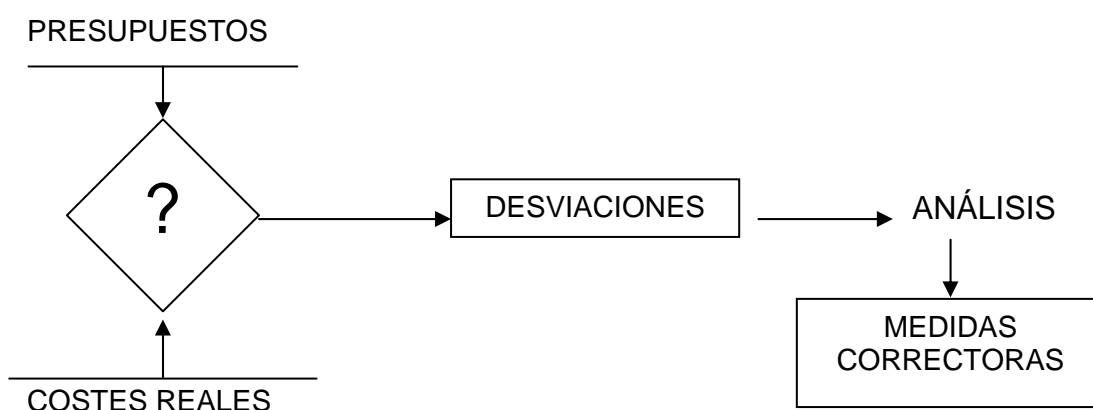 PRESUPUESTOS
?
DESVIACIONES
ANÁLISIS
MEDIDAS
CORRECTORAS
COSTES REALES